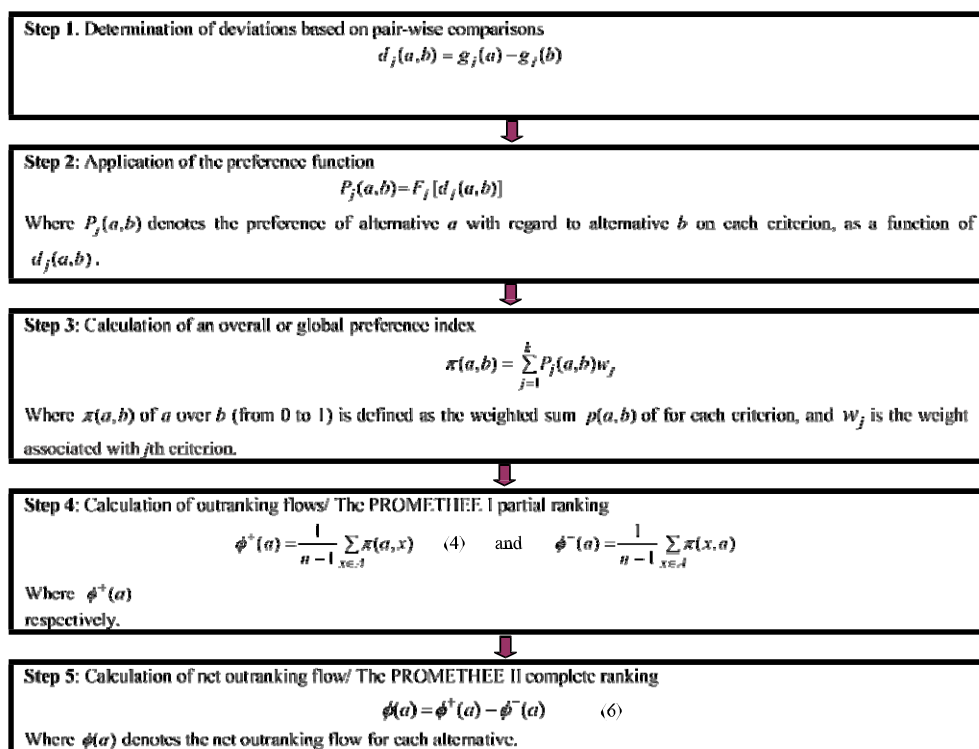 Step 1. Determination of deviations based on pair-wise comparisons
d_j(a,b) = g_j(a) − g_j(b)
Step 2: Application of the preference function
P_j(a,b) = F_j[d_j(a,b)]
Where P_j(a,b) denotes the preference of alternative a with regard to alternative b on each criterion, as a function of
d_j(a,b).
Step 3: Calculation of an overall or global preference index
π(a,b) = ∑_{j=1}^{k} P_j(a,b)w_j
Where π(a,b) of a over b (from 0 to 1) is defined as the weighted sum p(a,b) of for each criterion, and w_j is the weight
associated with jth criterion.
Step 4: Calculation of outranking flows/ The PROMETHEE I partial ranking
ϕ⁺(a) = 1/(n−1) ∑_{x∈A} π(a,x) (4) and ϕ⁻(a) = 1/(n−1) ∑_{x∈A} π(x,a)
Where ϕ⁺(a)
respectively.
Step 5: Calculation of net outranking flow/ The PROMETHEE II complete ranking
ϕ(a) = ϕ⁺(a) − ϕ⁻(a) (6)
Where ϕ(a) denotes the net outranking flow for each alternative.